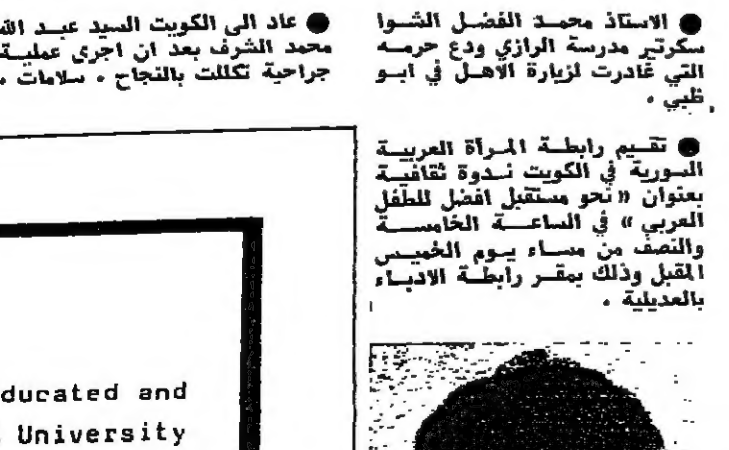 ● الاستاذ محمد الفضل الشوا
سكرتير مدرسة الرازي ودع حرمه
التي غادرت لزيارة الاهل في ابو
ظبي .
● تقيم رابطة المرأة العربية
السورية في الكويت ندوة ثقافية
بعنوان « نحو مستقبل افضل للطفل
العربي » في الساعة الخامسة
والنصف من مساء يوم الخميس
المقبل وذلك بمقر رابطة الادباء
بالعديلية .
● عاد الى الكويت السيد عبد الله
محمد الشرف بعد ان اجرى عملية
جراحية تكللت بالنجاح . سلامات .
ducated and
University